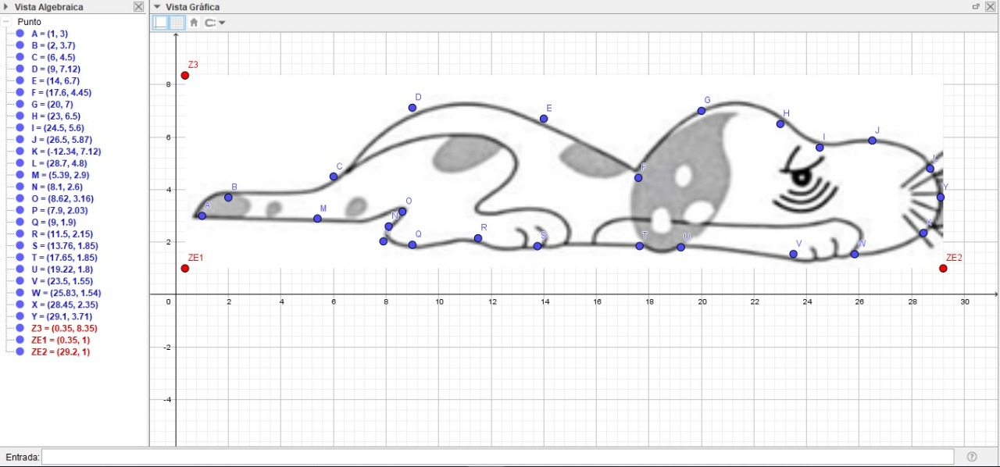 Vista Algebraica
Punto
A = (1, 3)
B = (2, 3.7)
C = (6, 4.5)
D = (9, 7.12)
E = (14, 6.7)
F = (17.6, 4.45)
G = (20, 7)
H = (23, 6.5)
I = (24.5, 5.6)
J = (26.5, 5.87)
K = (-12.34, 7.12)
L = (28.7, 4.8)
M = (5.39, 2.9)
N = (8.1, 2.6)
O = (8.62, 3.16)
P = (7.9, 2.03)
Q = (9, 1.9)
R = (11.5, 2.15)
S = (13.76, 1.85)
T = (17.65, 1.85)
U = (19.22, 1.8)
V = (23.5, 1.55)
W = (25.83, 1.54)
X = (28.45, 2.35)
Y = (29.1, 3.71)
Z3 = (0.35, 8.35)
ZE1 = (0.35, 1)
ZE2 = (29.2, 1)
Vista Gráfica
Z3
8
D
E
G
H
6
I
J
C
F
L
4
B
A
M
O
N
Y
2
Q
R
S
T
U
V
W
X
ZE1
ZE2
0 2 4 6 8 10 12 14 16 18 20 22 24 26 28 30
-2
-4
Entrada:
?